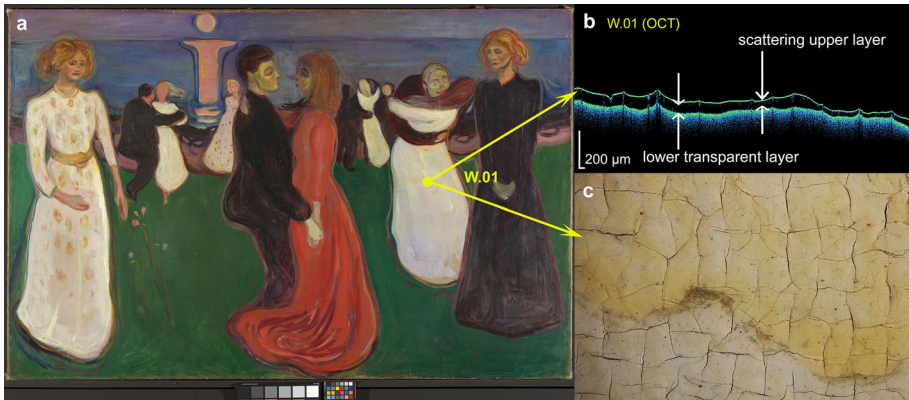 a
W.01
b
W.01 (OCT)
scattering upper layer
200 μm
lower transparent layer
c